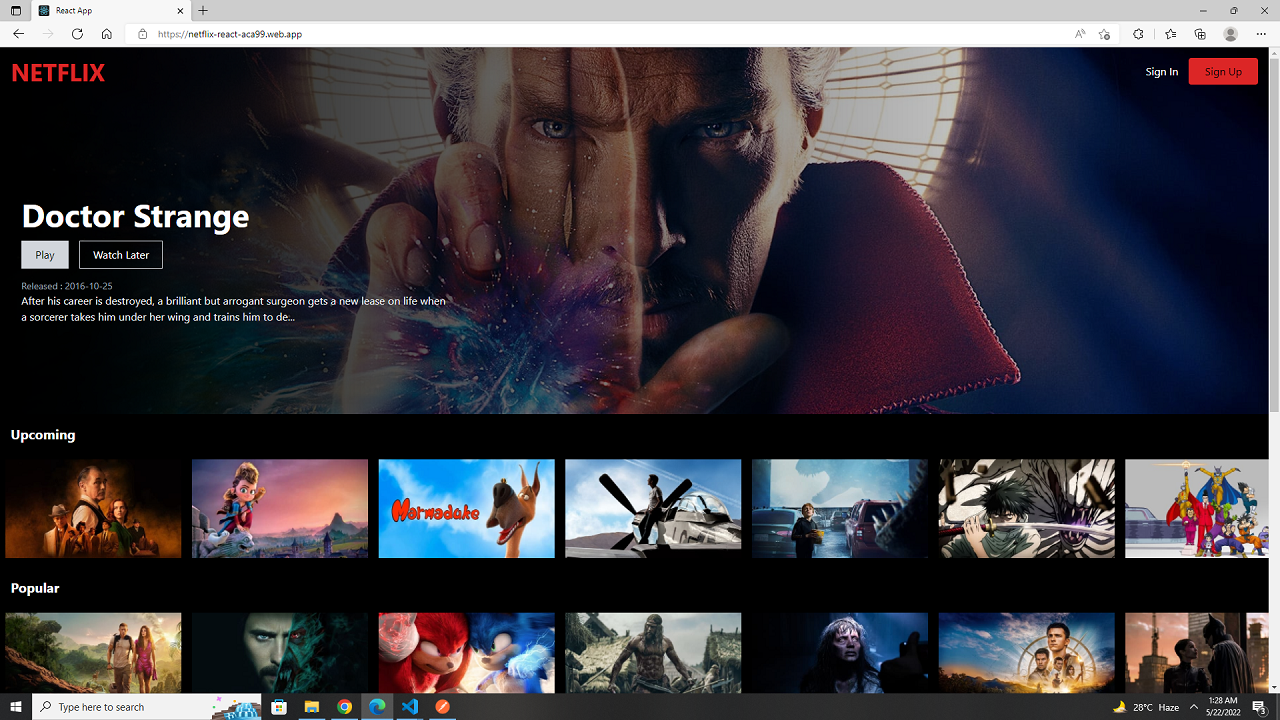 React App
https://netflix-react-aca99.web.app
NETFLIX
Sign In
Sign Up
Doctor Strange
Play
Watch Later
Released : 2016-10-25
After his career is destroyed, a brilliant but arrogant surgeon gets a new lease on life when
a sorcerer takes him under her wing and trains him to de...
Upcoming
Marmaduke
Popular
Type here to search
28°C Haze
1:28 AM
5/22/2022
3